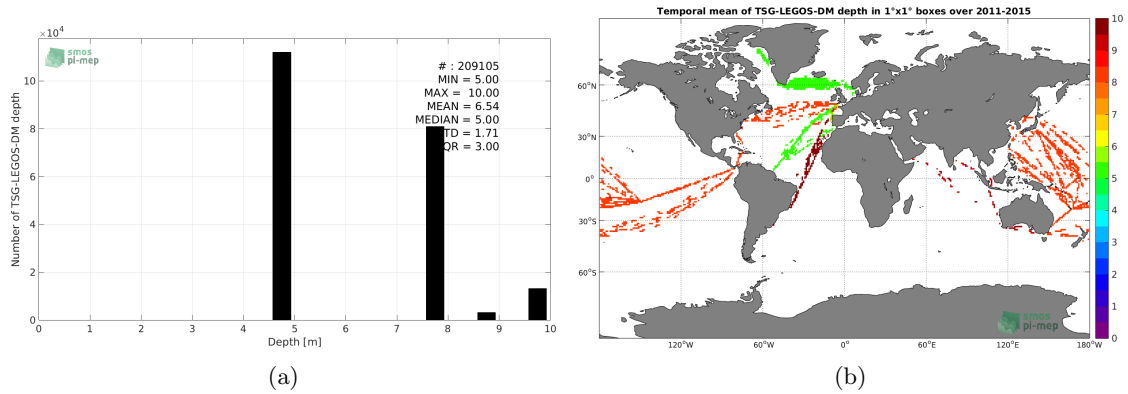 ×10⁴
smos
pi-mep
# : 209105
MIN = 5.00
MAX = 10.00
MEAN = 6.54
MEDIAN = 5.00
TD = 1.71
QR = 3.00
10
8
6
4
2
0
Number of TSG-LEGOS-DM depth
0 1 2 3 4 5 6 7 8 9 10
Depth [m]
(a)
Temporal mean of TSG-LEGOS-DM depth in 1°x1° boxes over 2011-2015
60°N
30°N
0°
30°S
60°S
120°W 60°W 0° 60°E 120°E 180°W
smos
pi-mep
10
9
8
7
6
5
4
3
2
1
0
(b)